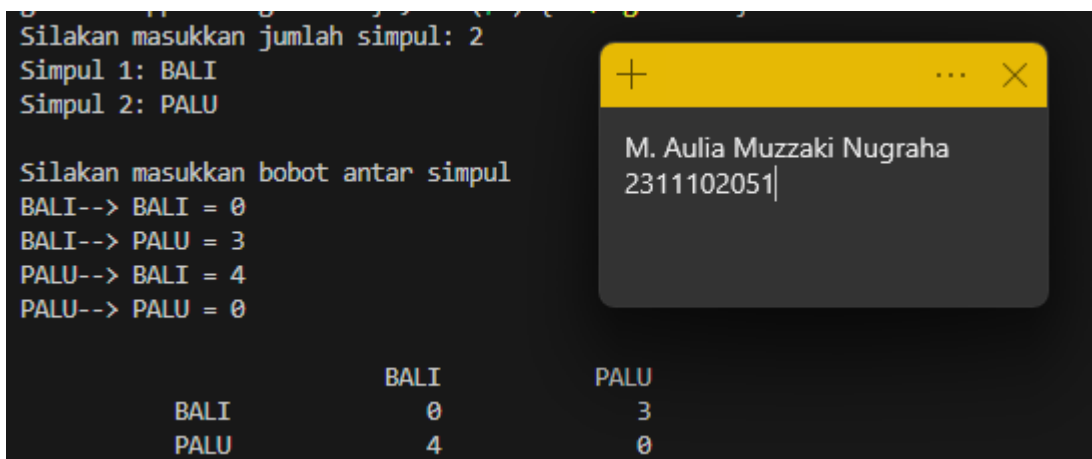 Silakan masukkan jumlah simpul: 2
Simpul 1: BALI
Simpul 2: PALU
Silakan masukkan bobot antar simpul
BALI--> BALI = 0
BALI--> PALU = 3
PALU--> BALI = 4
PALU--> PALU = 0
BALI PALU
BALI 0 3
PALU 4 0
M. Aulia Muzzaki Nugraha
2311102051